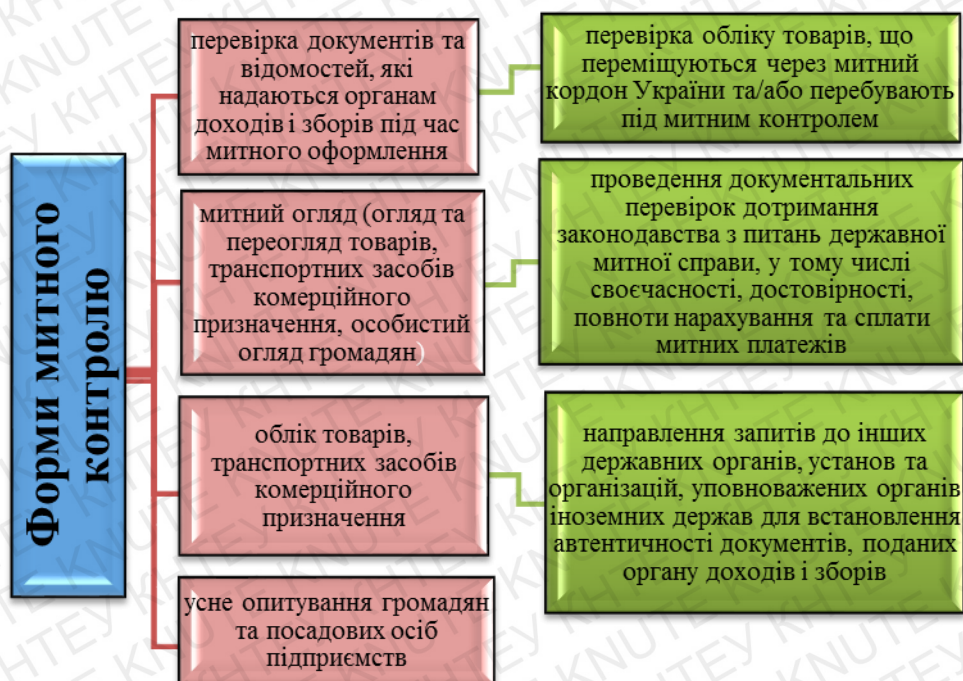 Форми митного
контролю
перевірка документів та
відомостей, які
надаються органам
доходів і зборів під час
митного оформлення
перевірка обліку товарів, що
переміщуються через митний
кордон України та/або перебувають
під митним контролем
митний огляд (огляд та
переогляд товарів,
транспортних засобів
комерційного
призначення, особистий
огляд громадян)
проведення документальних
перевірок дотримання
законодавства з питань державної
митної справи, у тому числі
своєчасності, достовірності,
повноти нарахування та сплати
митних платежів
облік товарів,
транспортних засобів
комерційного
призначення
направлення запитів до інших
державних органів, установ та
організацій, уповноважених органів
іноземних держав для встановлення
автентичності документів, поданих
органу доходів і зборів
усне опитування громадян
та посадових осіб
підприємств